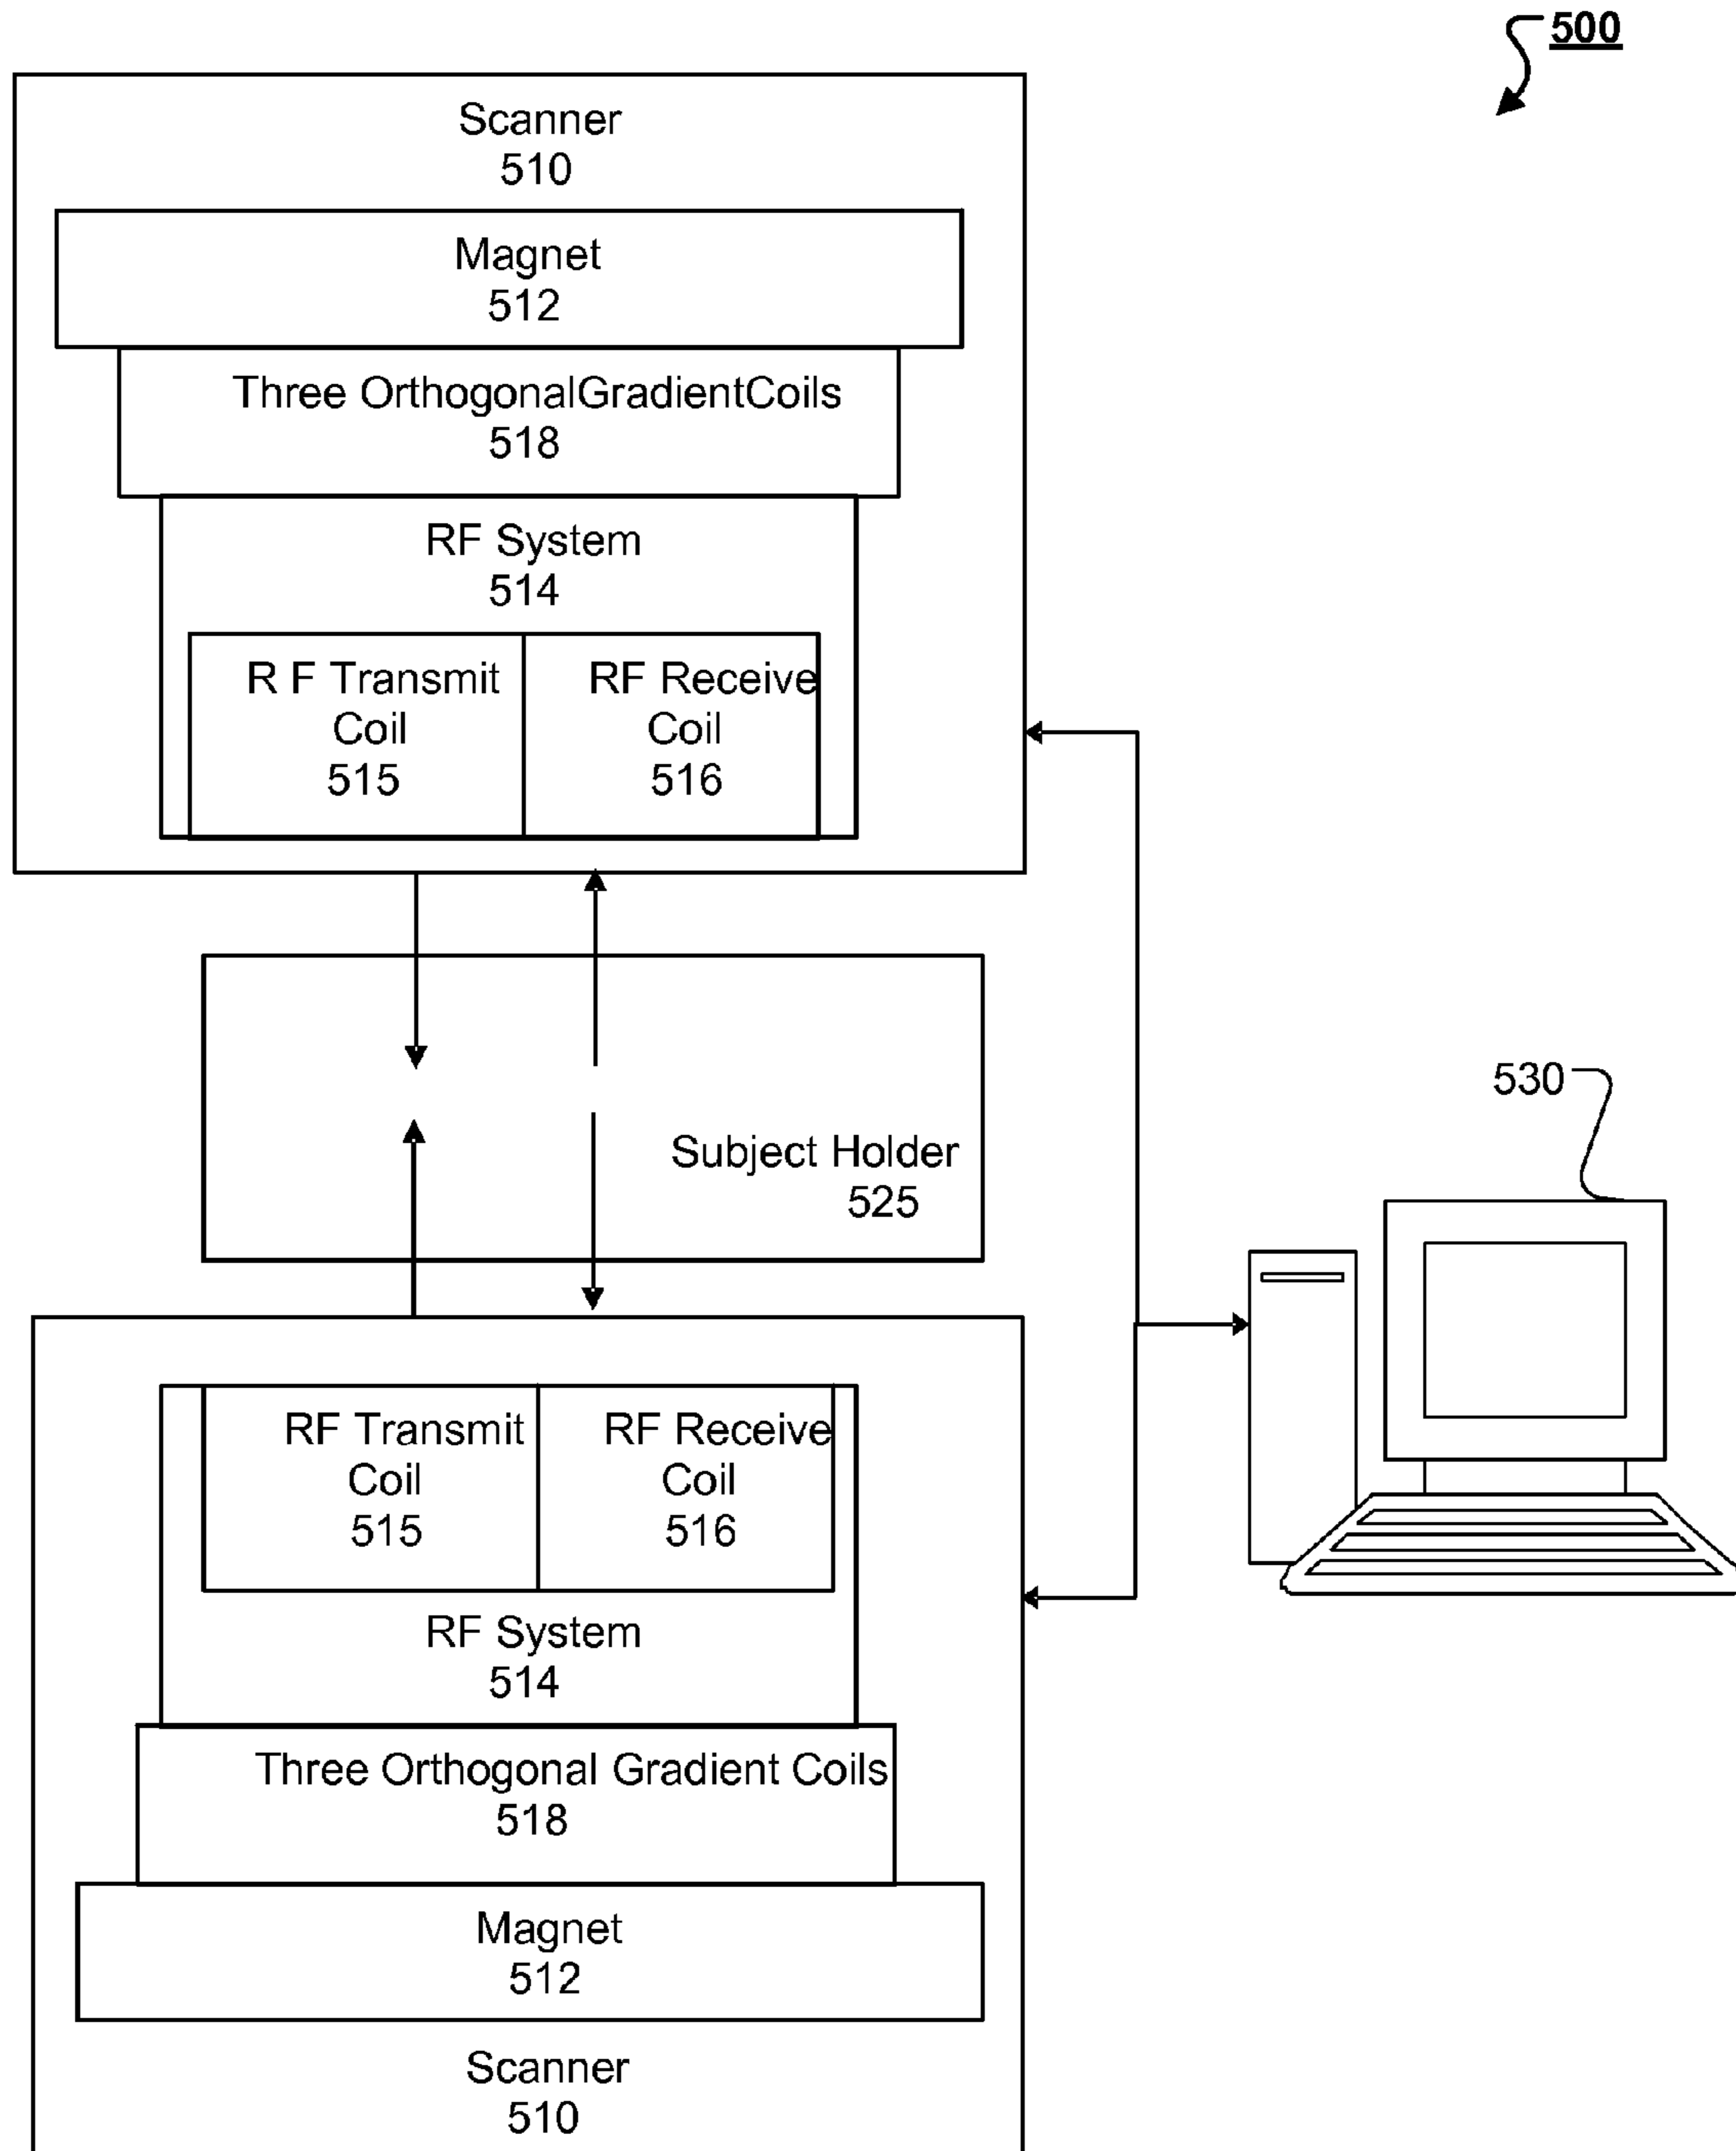 500
Scanner
510
Magnet
512
Three OrthogonalGradientCoils
518
RF System
514
R F Transmit
Coil
515
RF Receive
Coil
516
Subject Holder
525
530
RF Transmit
Coil
515
RF Receive
Coil
516
RF System
514
Three Orthogonal Gradient Coils
518
Magnet
512
Scanner
510